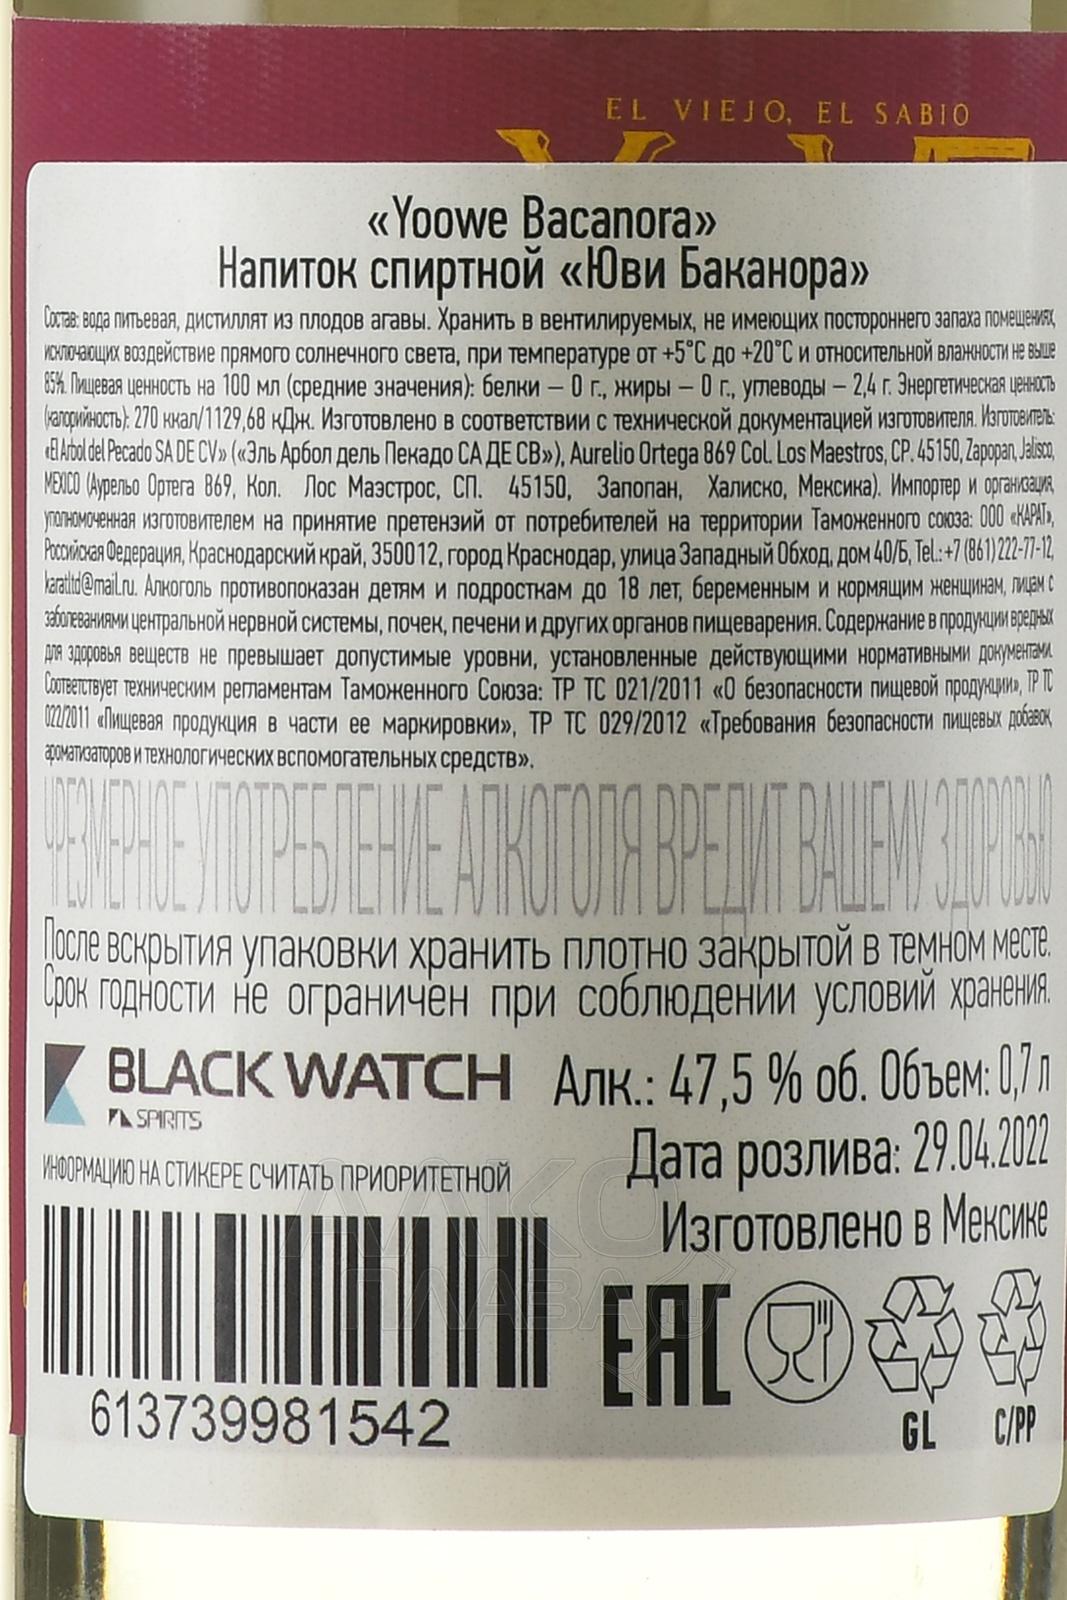 EL VIEJO, EL SABIO
«Yoowe Bacanora»
Напиток спиртной «Юви Баканора»
Состав: вода питьевая, дистиллят из плодов агавы. Хранить в вентилируемых, не имеющих постороннего запаха помещениях,
исключающих воздействие прямого солнечного света, при температуре от +5°C до +20°C и относительной влажности не выше
85%. Пищевая ценность на 100 мл (средние значения): белки – 0 г., жиры – 0 г., углеводы – 2,4 г. Энергетическая ценность
(калорийность): 270 ккал/1129,68 кДж. Изготовлено в соответствии с технической документацией изготовителя. Изготовитель:
«El Arbol del Pecado SA DE CV» («Эль Арбол дель Пекадо СА ДЕ СВ»), Aurelio Ortega 869 Col. Los Maestros, CP. 45150, Zapopan, Jalisco,
MEXICO (Аурельо Ортега 869, Кол. Лос Маэстрос, СП. 45150, Запопан, Халиско, Мексика). Импортер и организация,
уполномоченная изготовителем на принятие претензий от потребителей на территории Таможенного союза: ООО «КАРАТ»,
Российская Федерация, Краснодарский край, 350012, город Краснодар, улица Западный Обход, дом 40/Б, Tel.: +7 (861) 222-77-12,
karatltd@mail.ru. Алкоголь противопоказан детям и подросткам до 18 лет, беременным и кормящим женщинам, лицам с
заболеваниями центральной нервной системы, почек, печени и других органов пищеварения. Содержание в продукции вредных
для здоровья веществ не превышает допустимые уровни, установленные действующими нормативными документами.
Соответствует техническим регламентам Таможенного Союза: ТР ТС 021/2011 «О безопасности пищевой продукции», ТР ТС
022/2011 «Пищевая продукция в части ее маркировки», ТР ТС 029/2012 «Требования безопасности пищевых добавок,
ароматизаторов и технологических вспомогательных средств».
ЧРЕЗМЕРНОЕ УПОТРЕБЛЕНИЕ АЛКОГОЛЯ ВРЕДИТ ВАШЕМУ ЗДОРОВЬЮ
После вскрытия упаковки хранить плотно закрытой в темном месте.
Срок годности не ограничен при соблюдении условий хранения.
BLACK WATCH
SPIRITS
Алк.: 47,5 % об. Объем: 0,7 л
Дата розлива: 29.04.2022
ИНФОРМАЦИЮ НА СТИКЕРЕ СЧИТАТЬ ПРИОРИТЕТНОЙ
Изготовлено в Мексике
АЛКО
ПЛАЗА.ru
ЕАС
GL
C/PP
613739981542